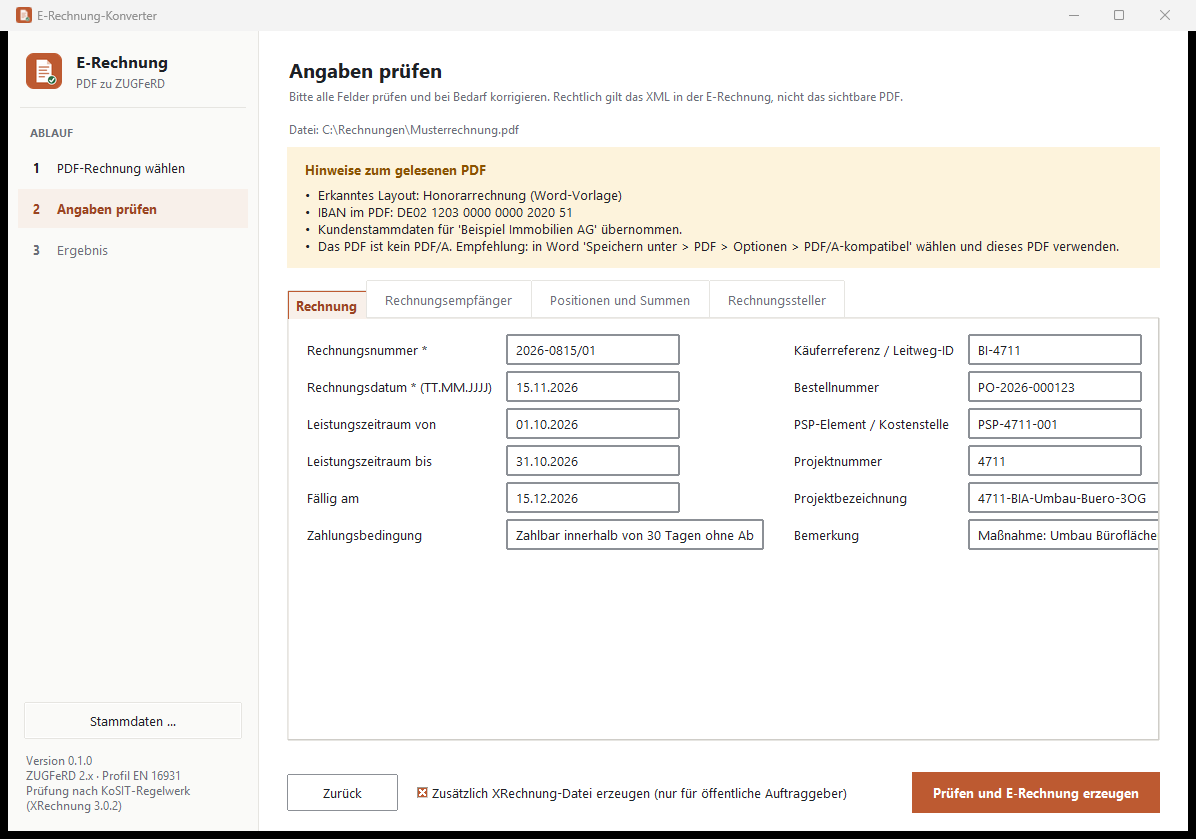 E-Rechnung-Konverter
E-Rechnung
PDF zu ZUGFeRD
ABLAUF
1 PDF-Rechnung wählen
2 Angaben prüfen
3 Ergebnis
Stammdaten ...
Version 0.1.0
ZUGFeRD 2.x · Profil EN 16931
Prüfung nach KoSIT-Regelwerk
(XRechnung 3.0.2)
Angaben prüfen
Bitte alle Felder prüfen und bei Bedarf korrigieren. Rechtlich gilt das XML in der E-Rechnung, nicht das sichtbare PDF.
Datei: C:\Rechnungen\Musterrechnung.pdf
Hinweise zum gelesenen PDF
• Erkanntes Layout: Honorarrechnung (Word-Vorlage)
• IBAN im PDF: DE02 1203 0000 0000 2020 51
• Kundenstammdaten für 'Beispiel Immobilien AG' übernommen.
• Das PDF ist kein PDF/A. Empfehlung: in Word 'Speichern unter > PDF > Optionen > PDF/A-kompatibel' wählen und dieses PDF verwenden.
Rechnung Rechnungsempfänger Positionen und Summen Rechnungssteller
Rechnungsnummer * 2026-0815/01 Käuferreferenz / Leitweg-ID BI-4711
Rechnungsdatum * (TT.MM.JJJJ) 15.11.2026 Bestellnummer PO-2026-000123
Leistungszeitraum von 01.10.2026 PSP-Element / Kostenstelle PSP-4711-001
Leistungszeitraum bis 31.10.2026 Projektnummer 4711
Fällig am 15.12.2026 Projektbezeichnung 4711-BIA-Umbau-Buero-3OG
Zahlungsbedingung Zahlbar innerhalb von 30 Tagen ohne Ab Bemerkung Maßnahme: Umbau Bürofläche
Zurück Zusätzlich XRechnung-Datei erzeugen (nur für öffentliche Auftraggeber) Prüfen und E-Rechnung erzeugen